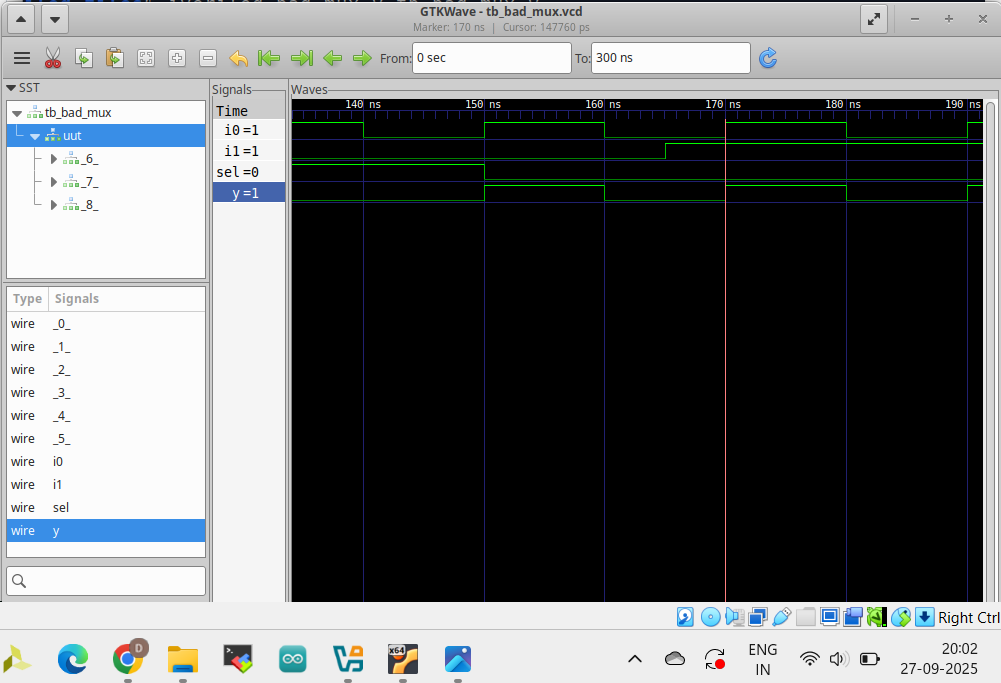 GTKWave - tb_bad_mux.vcd
Marker: 170 ns | Cursor: 147760 ps
From: 0 sec To: 300 ns
SST
tb_bad_mux
uut
_6_
_7_
_8_
Type Signals
wire _0_
wire _1_
wire _2_
wire _3_
wire _4_
wire _5_
wire i0
wire i1
wire sel
wire y
Signals
Time
i0 =1
i1 =1
sel =0
y =1
Waves
140 ns 150 ns 160 ns 170 ns 180 ns 190 ns
Right Ctrl
D
X64
ENG
IN
20:02
27-09-2025